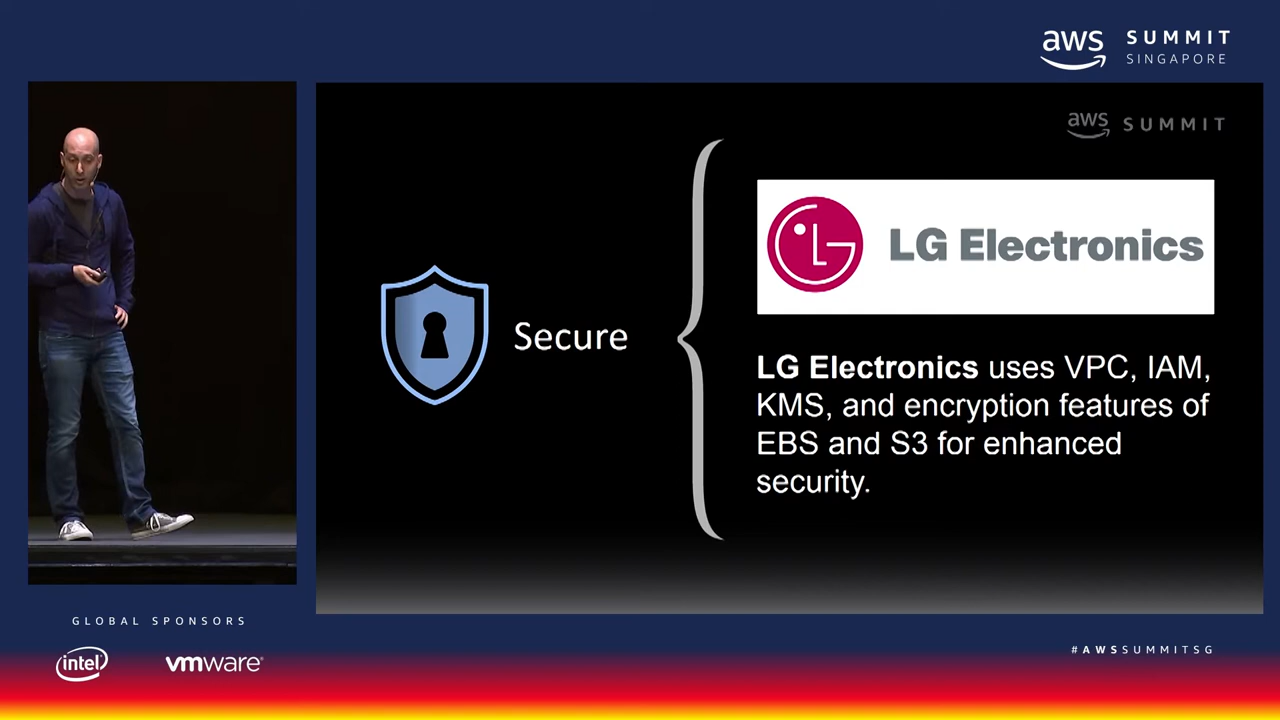 aws SUMMIT
SINGAPORE
aws SUMMIT
LG Electronics
Secure
LG Electronics uses VPC, IAM,
KMS, and encryption features of
EBS and S3 for enhanced
security.
GLOBAL SPONSORS
intel vmware
#AWSSUMMITSG